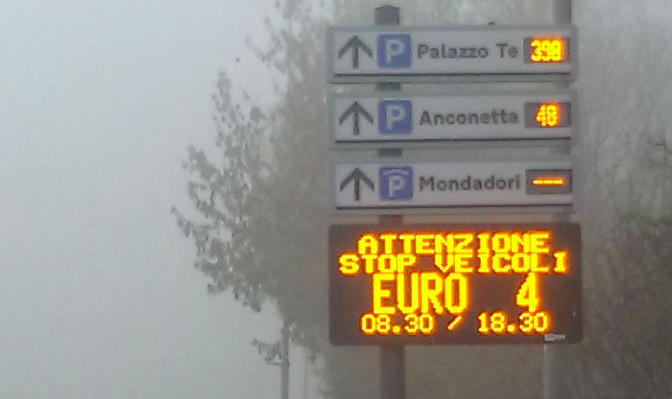 P Palazzo Te 398
P Anconetta 48
P Mondadori ---
ATTENZIONE
STOP VEICOLI
EURO 4
08.30 / 18.30